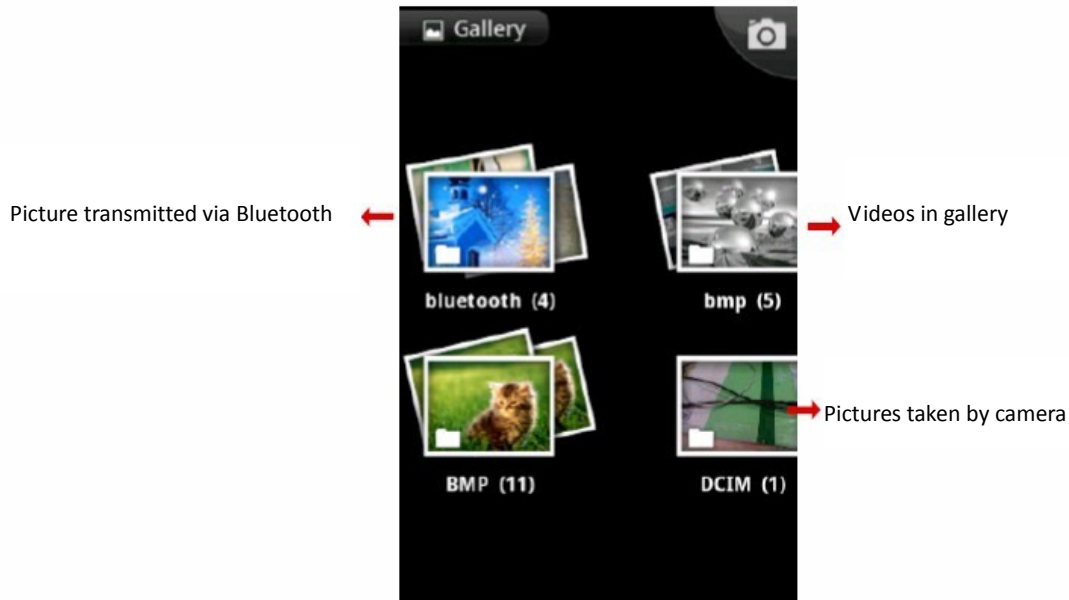 Gallery
Picture transmitted via Bluetooth
Videos in gallery
bluetooth (4)
bmp (5)
Pictures taken by camera
BMP (11)
DCIM (1)